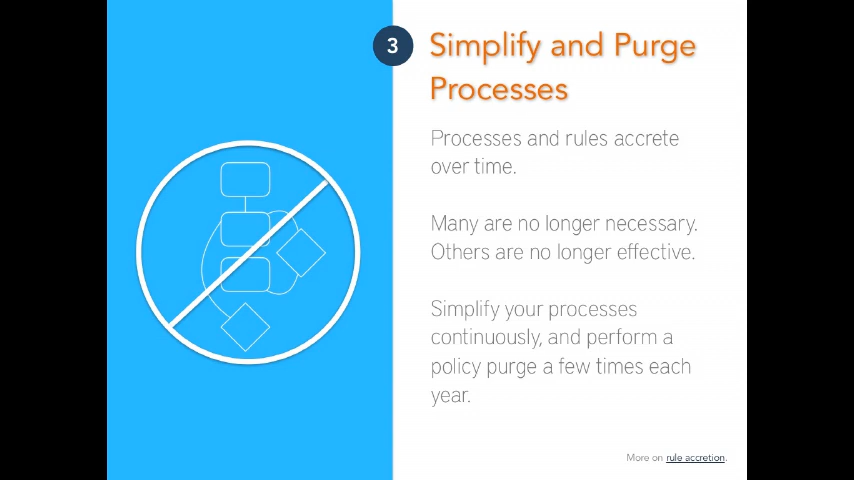 3
Simplify and Purge
Processes
Processes and rules accrete
over time.
Many are no longer necessary.
Others are no longer effective.
Simplify your processes
continuously, and perform a
policy purge a few times each
year.
More on rule accretion.